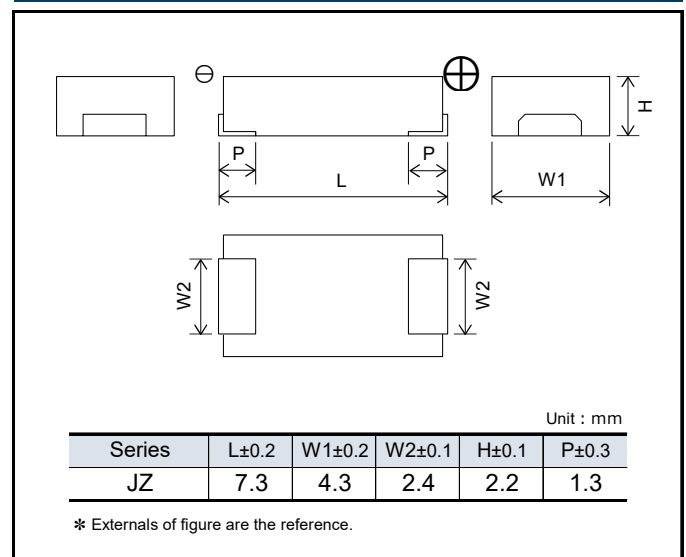 ⊖ ⊕
P P H
L W1
W2 W2
Unit : mm
Series L±0.2 W1±0.2 W2±0.1 H±0.1 P±0.3
JZ 7.3 4.3 2.4 2.2 1.3
✻ Externals of figure are the reference.